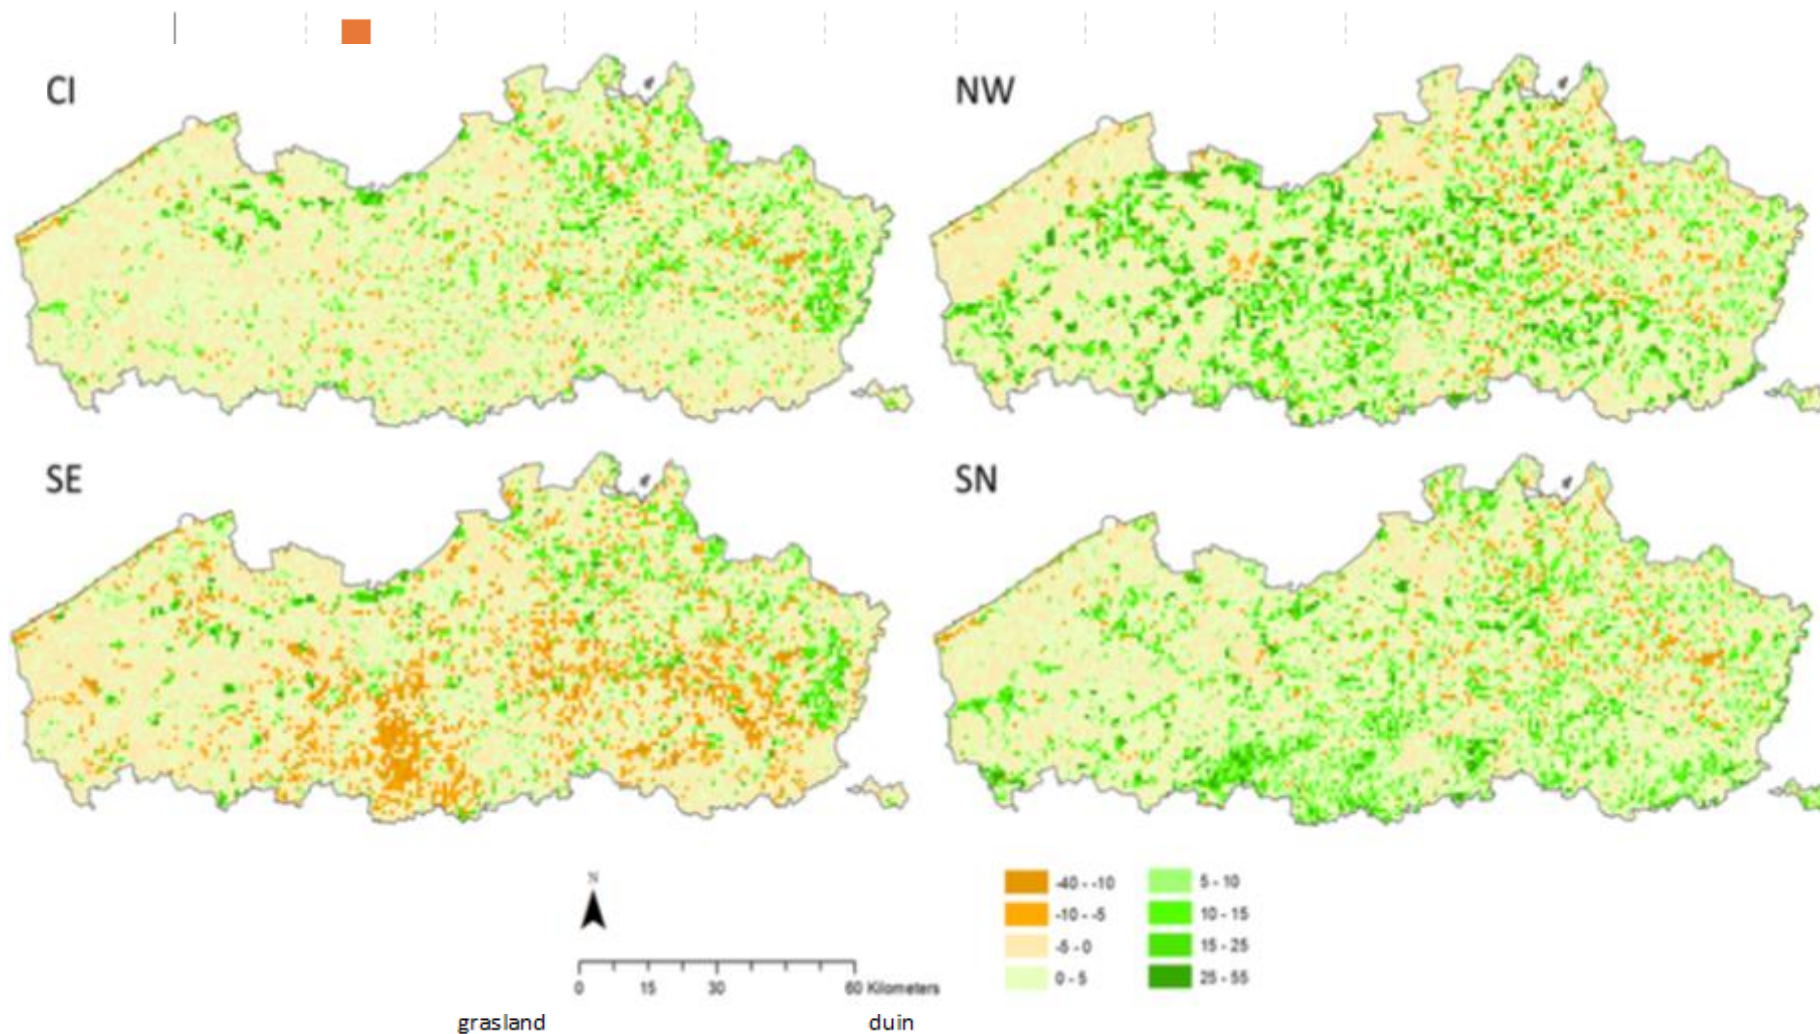 CI
NW
SE
SN
N
-40 - -10
5 - 10
-10 - -5
10 - 15
-5 - 0
15 - 25
0 - 5
25 - 55
0 15 30 60 Kilometers
grasland duin